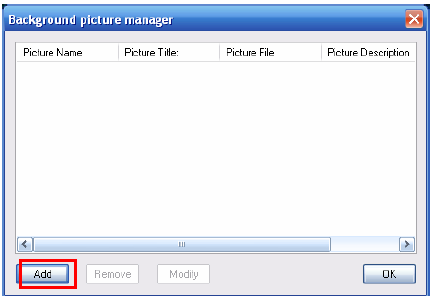 Background picture manager
Picture Name Picture Title: Picture File Picture Description
Add Remove Modify OK